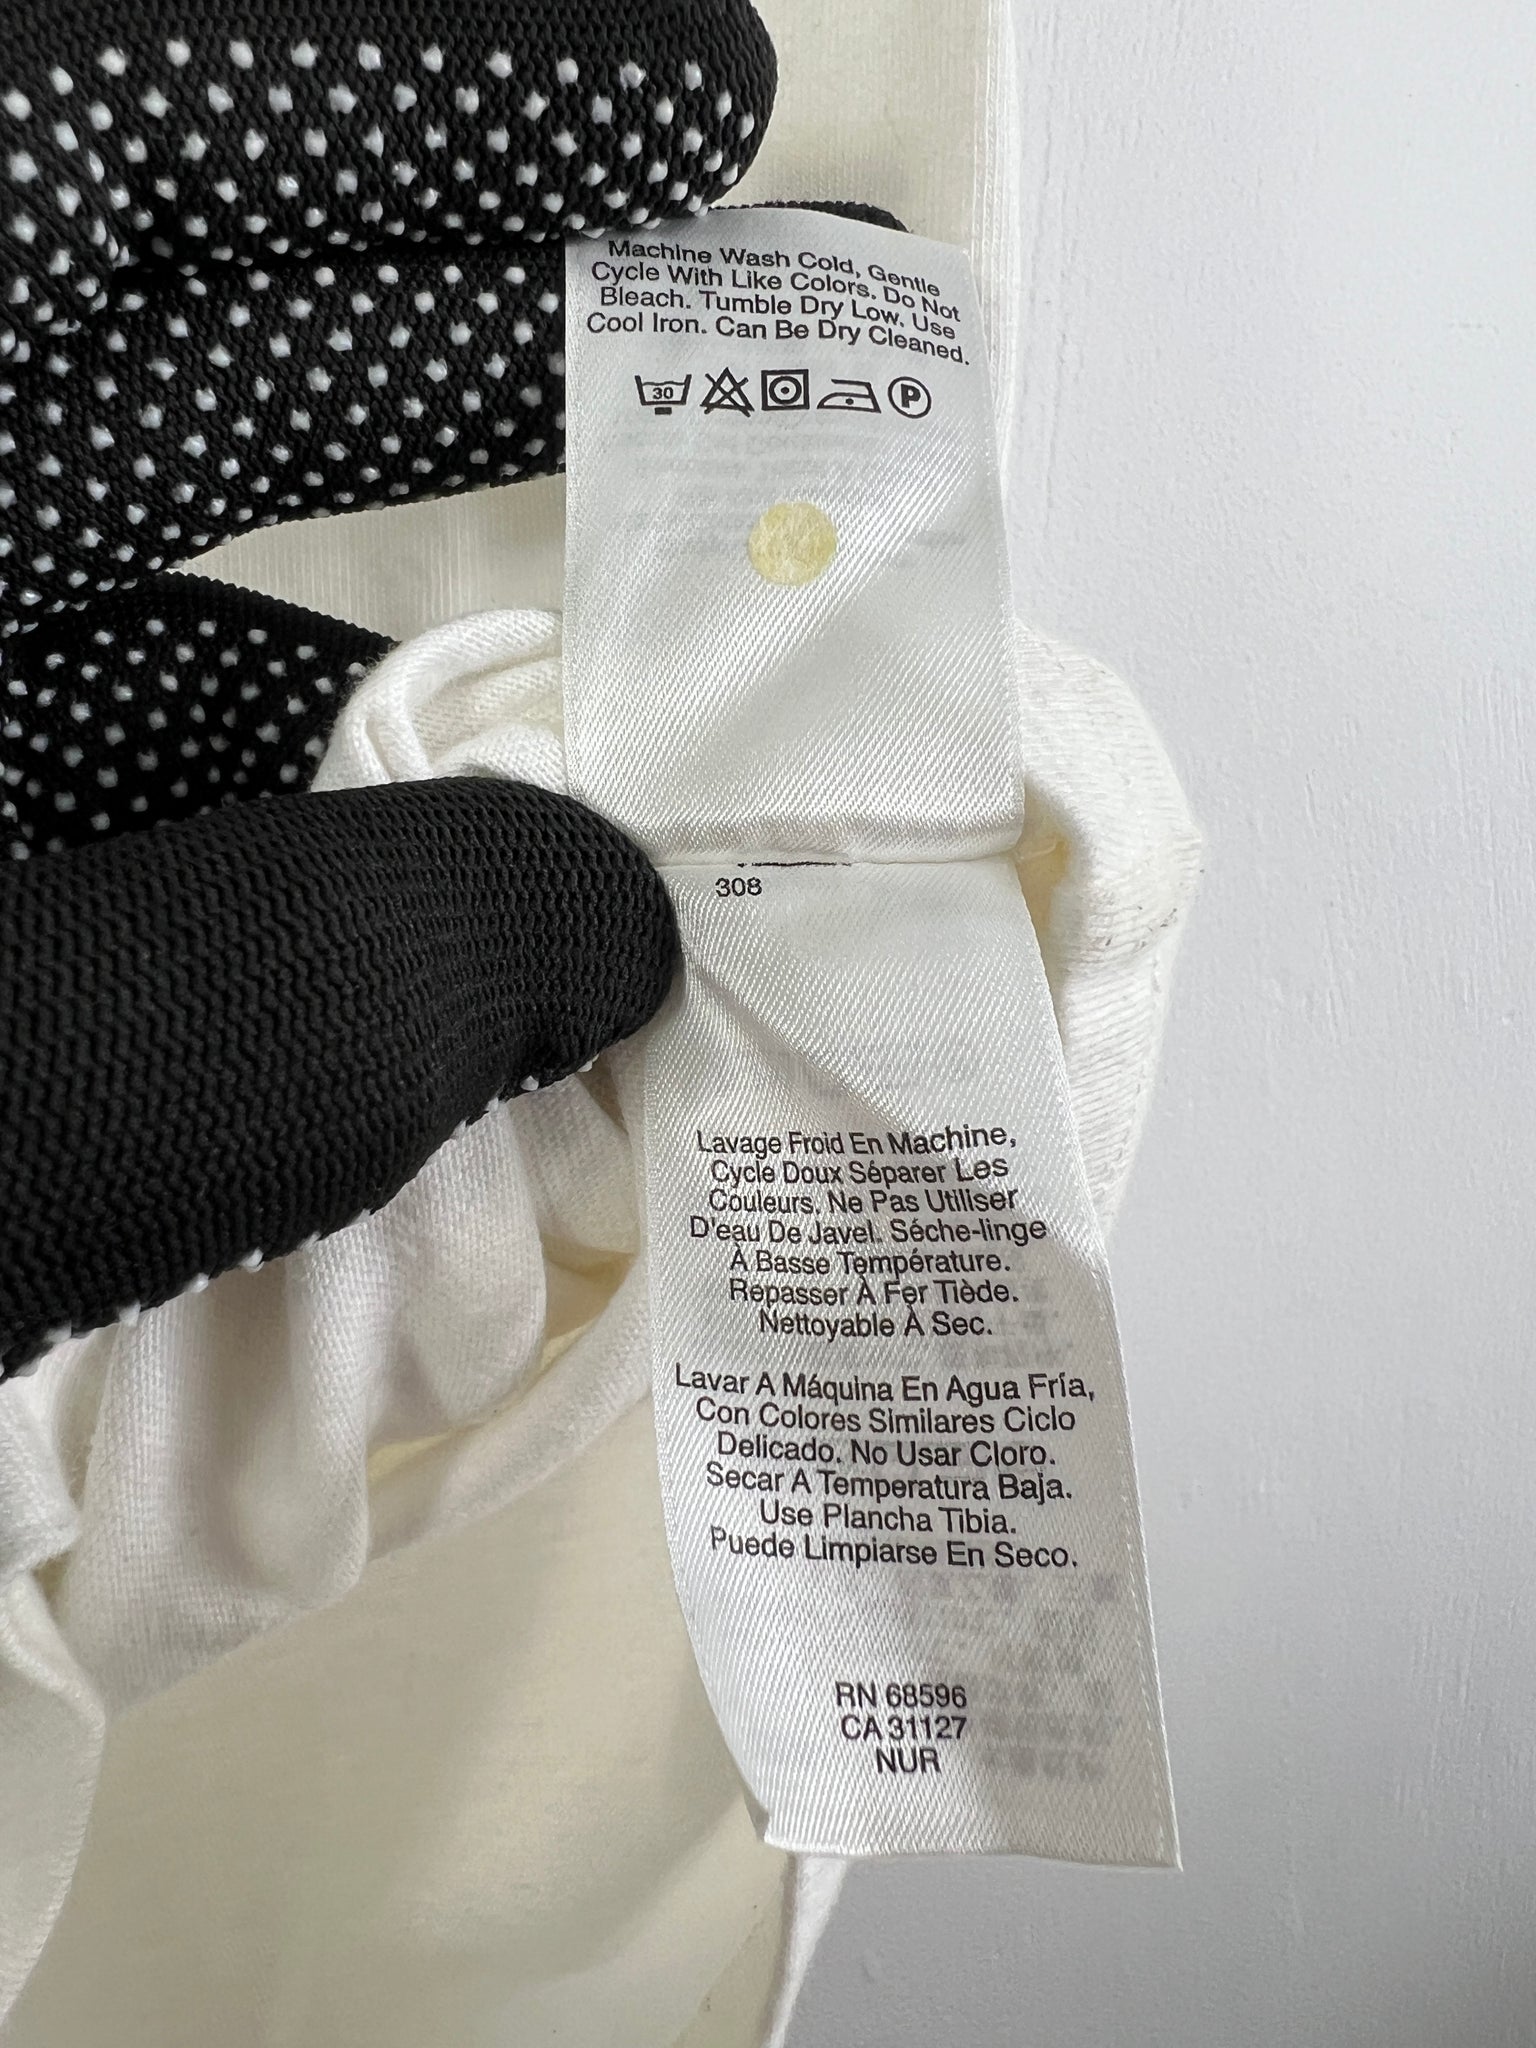 Machine Wash Cold, Gentle
Cycle With Like Colors. Do Not
Bleach. Tumble Dry Low. Use
Cool Iron. Can Be Dry Cleaned.
30 P
308
Lavage Froid En Machine,
Cycle Doux Séparer Les
Couleurs. Ne Pas Utiliser
D'eau De Javel. Séche-linge
À Basse Température.
Repasser À Fer Tiède.
Nettoyable À Sec.
Lavar A Máquina En Agua Fría,
Con Colores Similares Ciclo
Delicado. No Usar Cloro.
Secar A Temperatura Baja.
Use Plancha Tibia.
Puede Limpiarse En Seco.
RN 68596
CA 31127
NUR